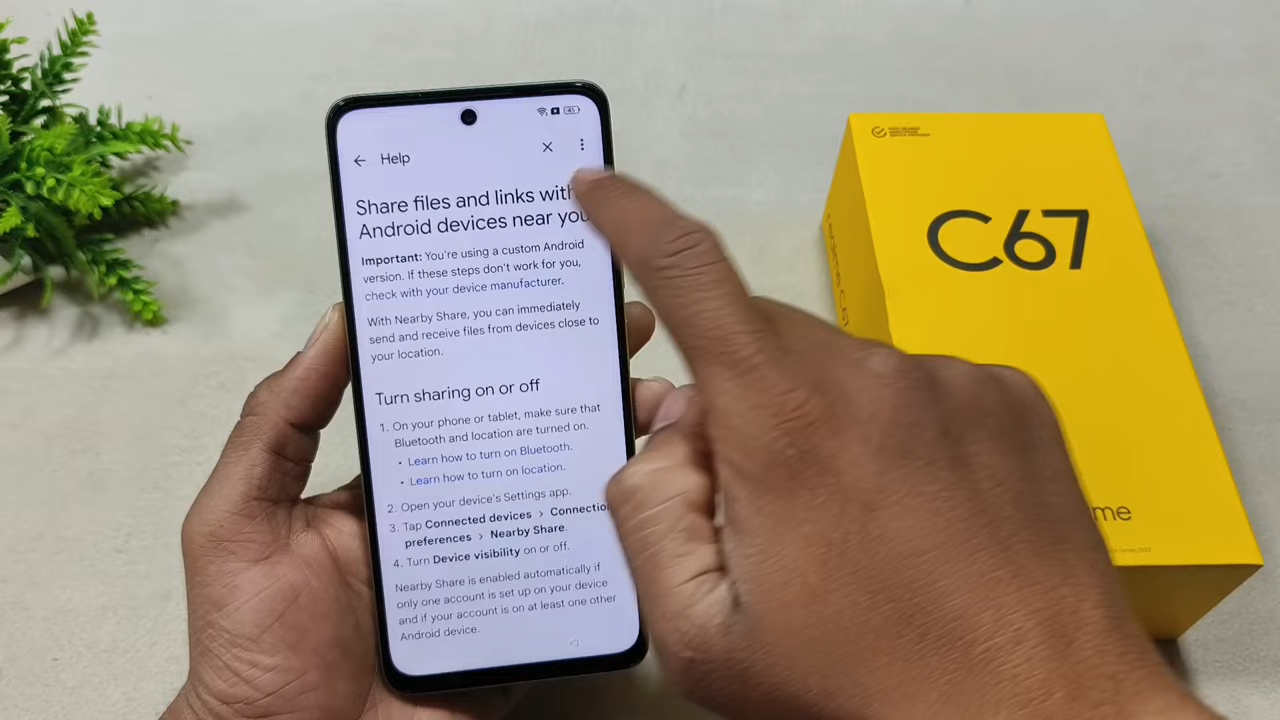 45
Help
Share files and links with
Android devices near you
Important: You're using a custom Android
version. If these steps don't work for you,
check with your device manufacturer.
With Nearby Share, you can immediately
send and receive files from devices close to
your location.
Turn sharing on or off
1. On your phone or tablet, make sure that
Bluetooth and location are turned on.
• Learn how to turn on Bluetooth.
• Learn how to turn on location.
2. Open your device's Settings app.
3. Tap Connected devices > Connection
preferences > Nearby Share.
4. Turn Device visibility on or off.
Nearby Share is enabled automatically if
only one account is set up on your device
and if your account is on at least one other
Android device.
C67
realme C67
me